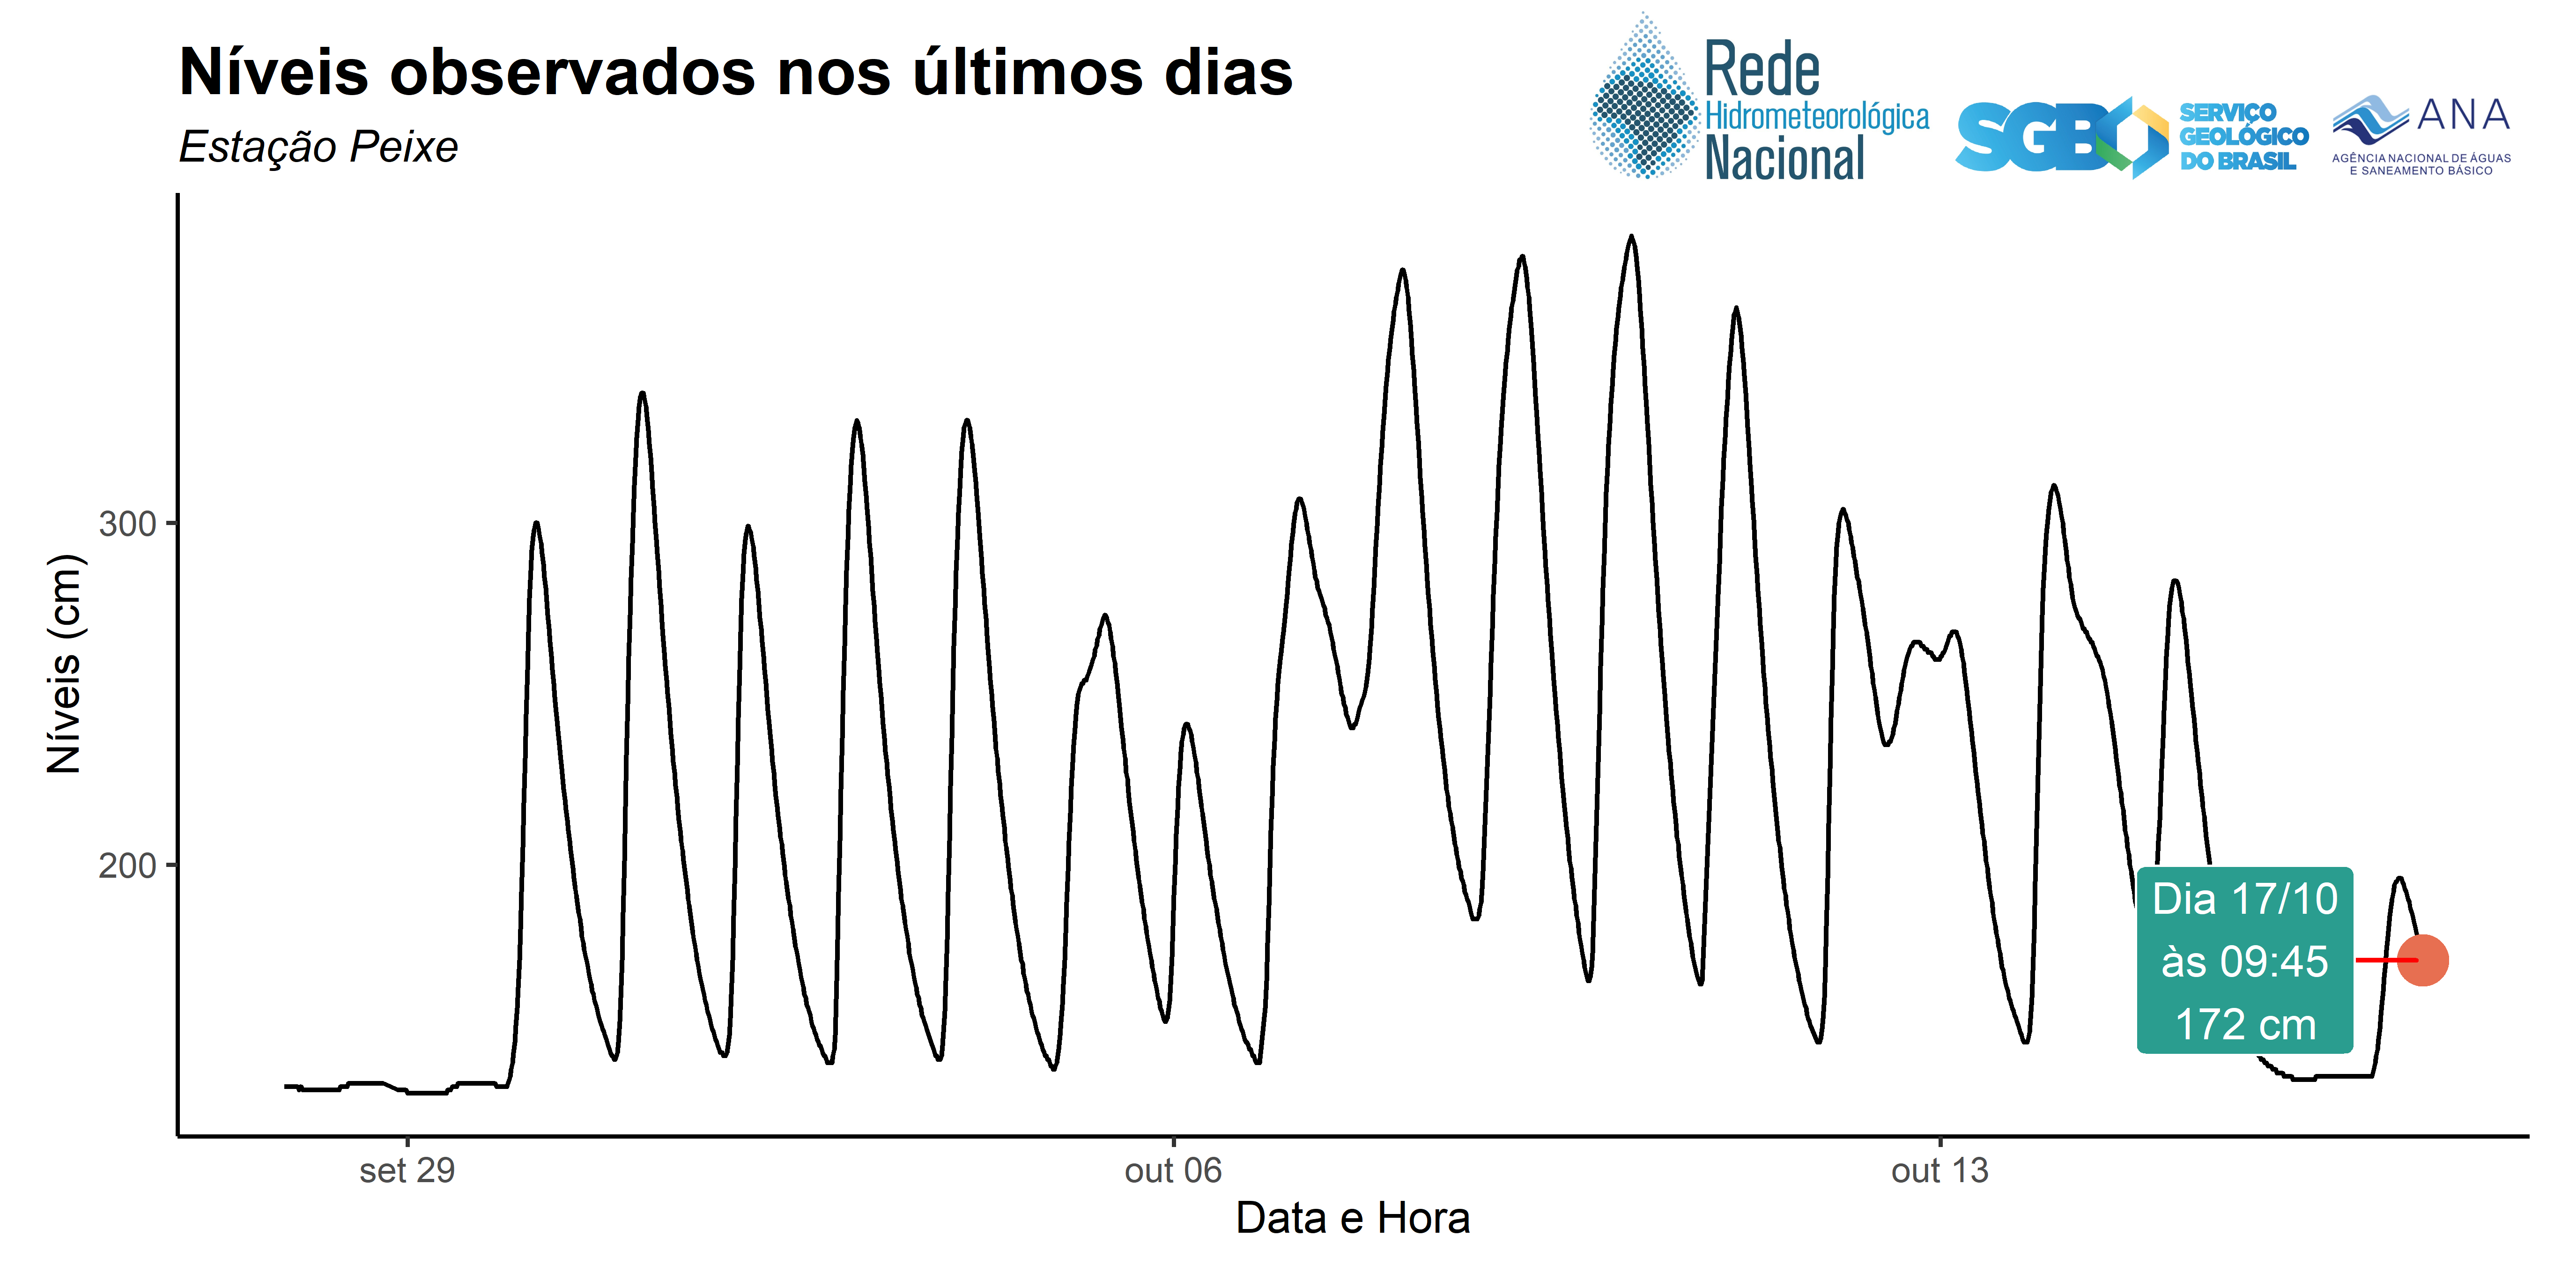 Níveis observados nos últimos dias
Estação Peixe
Rede
Hidrometeorológica
Nacional
SGB
SERVIÇO
GEOLÓGICO
DO BRASIL
ANA
AGÊNCIA NACIONAL DE ÁGUAS
E SANEAMENTO BÁSICO
Níveis (cm)
300
200
Dia 17/10
às 09:45
172 cm
set 29
out 06
out 13
Data e Hora